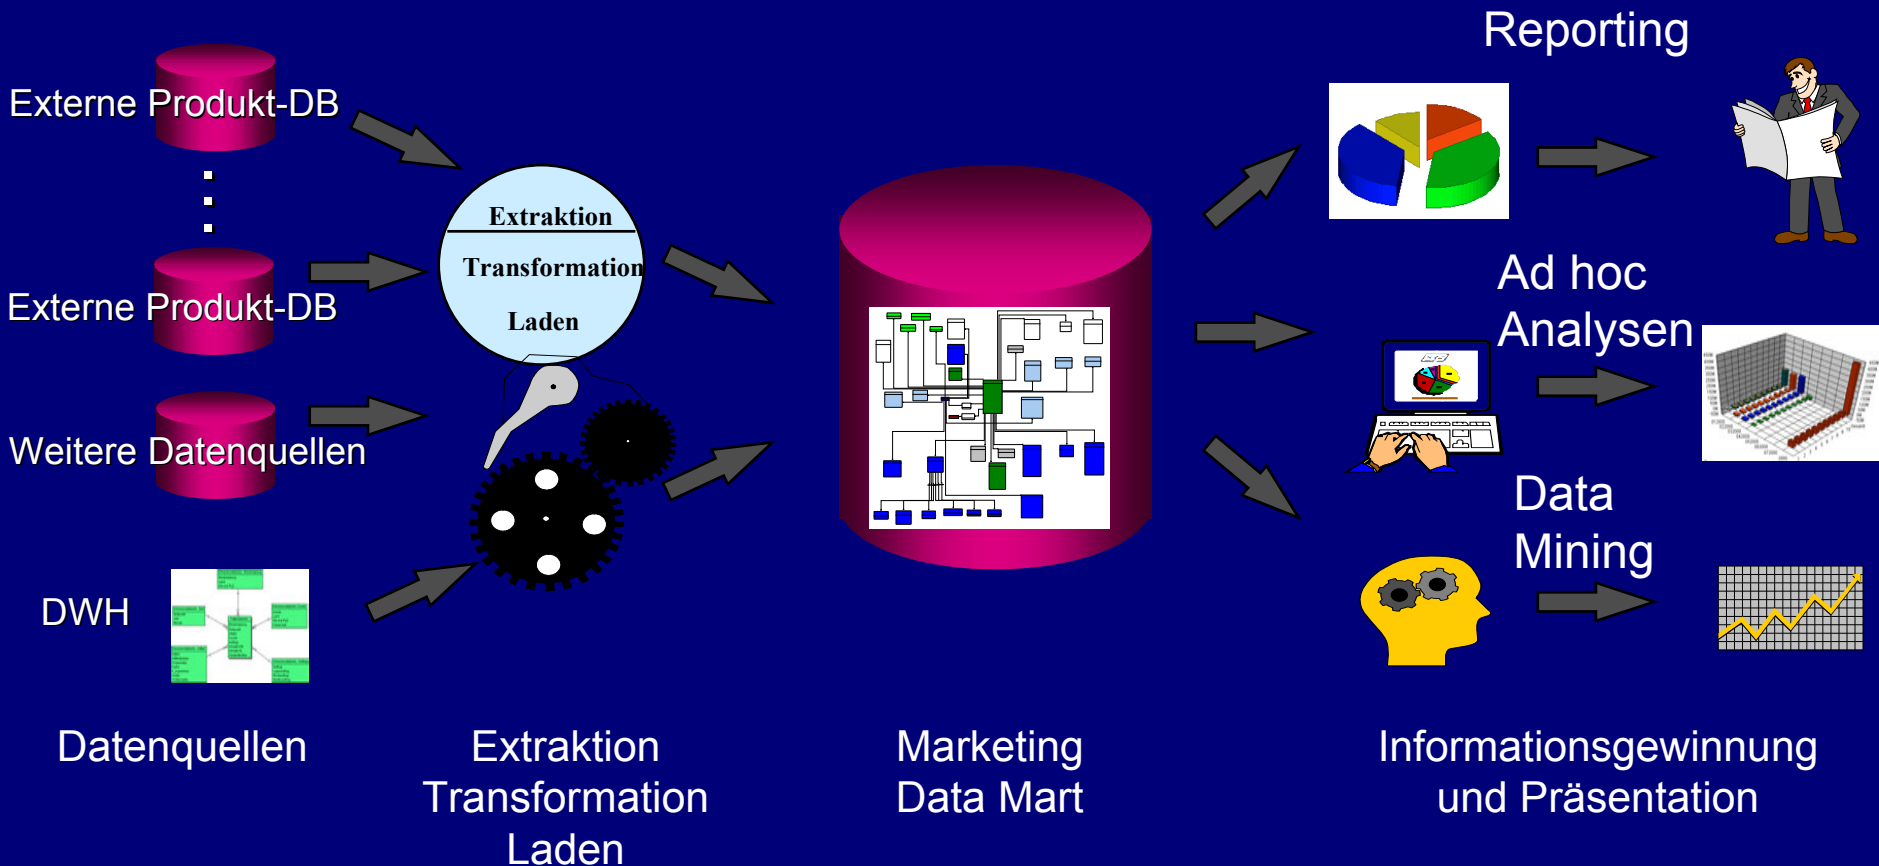 Reporting
Externe Produkt-DB
Extraktion
Transformation
Laden
Externe Produkt-DB
Ad hoc
Analysen
Weitere Datenquellen
Data
Mining
DWH
Datenquellen
Extraktion
Transformation
Laden
Marketing
Data Mart
Informationsgewinnung
und Präsentation